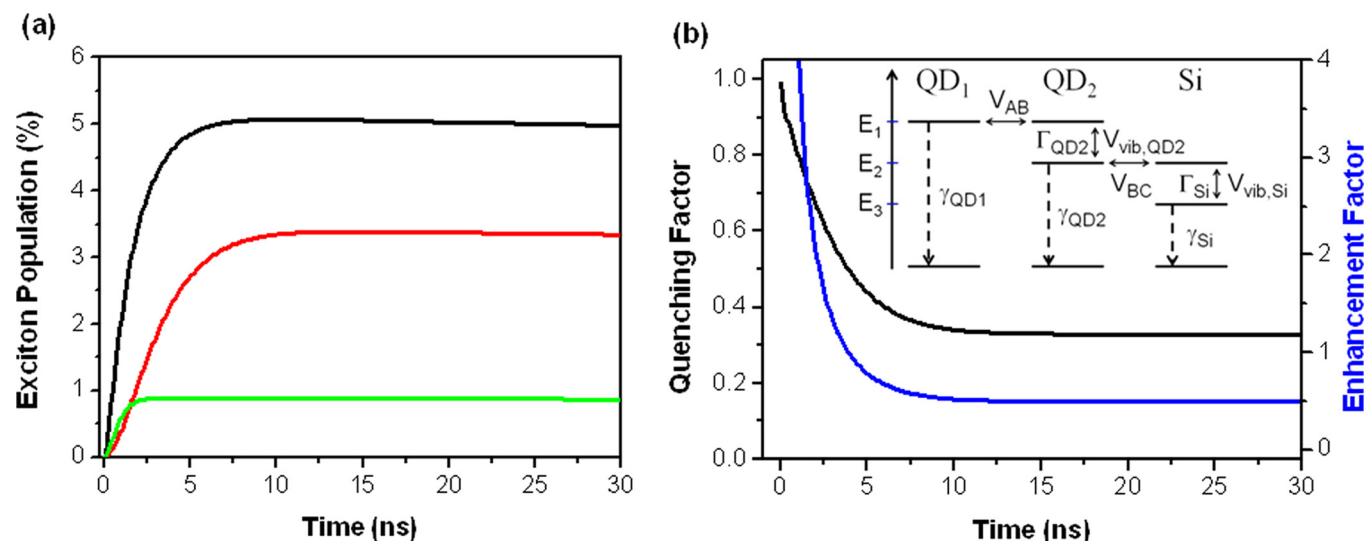 (a)
Exciton Population (%)
6
5
4
3
2
1
0
0
5
10
15
20
25
30
Time (ns)
(b)
Quenching Factor
1.0
0.8
0.6
0.4
0.2
0.0
QD1 QD2 Si
VAB
E1
ΓQD2 Vvib,QD2
E2
VBC ΓSi Vvib,Si
E3
γQD1 γQD2
γSi
4
3
2
1
0
Enhancement Factor
0
5
10
15
20
25
30
Time (ns)